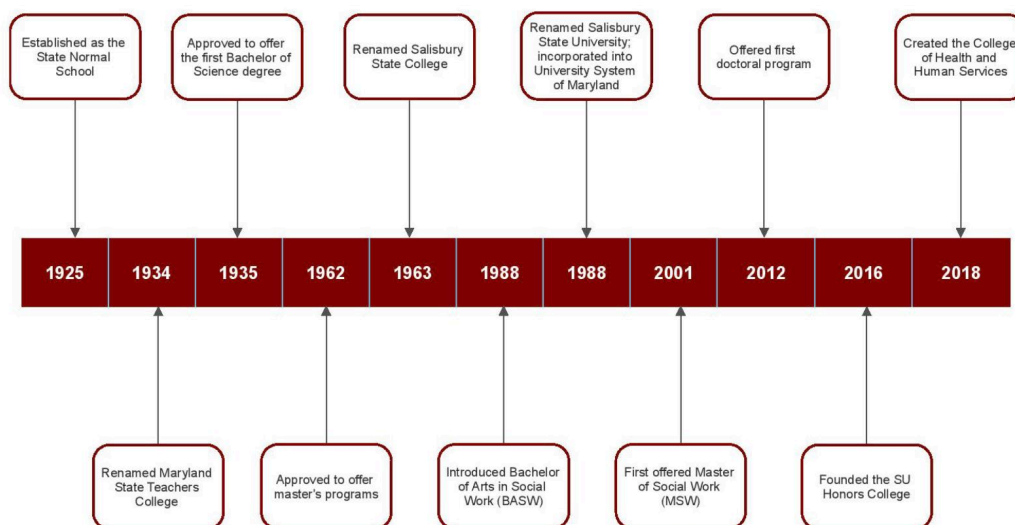 Established as the
State Normal
School
Approved to offer
the first Bachelor of
Science degree
Renamed Salisbury
State College
Renamed Salisbury
State University;
incorporated into
University System
of Maryland
Offered first
doctoral program
Created the College
of Health and
Human Services
1925
1934
1935
1962
1963
1988
1988
2001
2012
2016
2018
Renamed Maryland
State Teachers
College
Approved to offer
master's programs
Introduced Bachelor
of Arts in Social
Work (BASW)
First offered Master
of Social Work
(MSW)
Founded the SU
Honors College